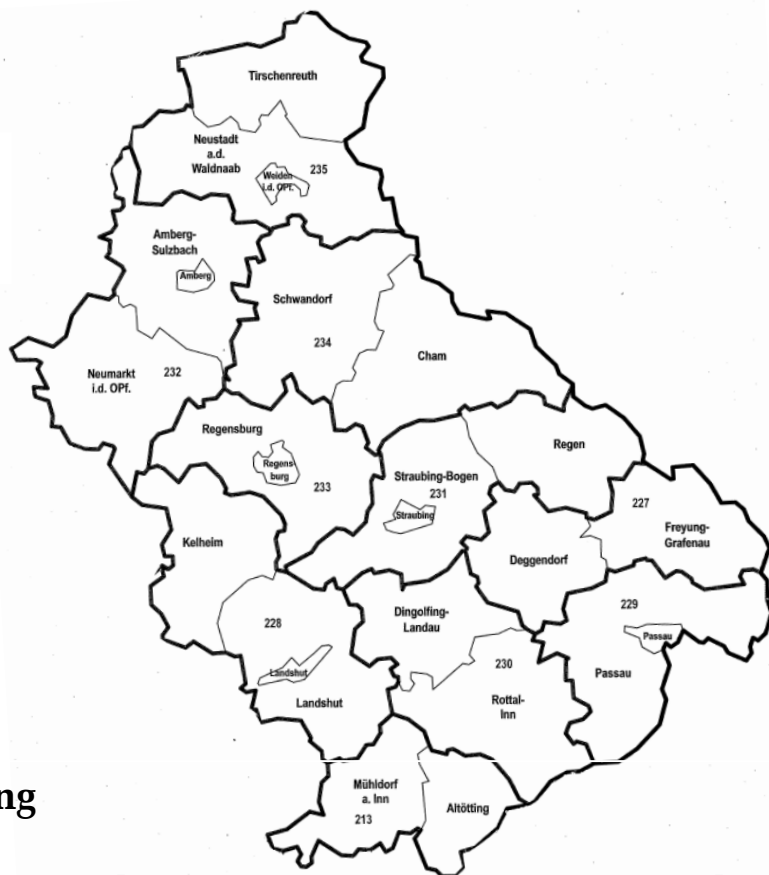 Tirschenreuth
Neustadt
a.d.
Waldnaab
235
Weiden
i.d. OPf.
Amberg-
Sulzbach
Amberg
Schwandorf
234
Cham
Neumarkt
i.d. OPf.
232
Regensburg
Regens
burg
233
Straubing-Bogen
231
Straubing
Regen
227
Freyung-
Grafenau
Kelheim
Deggendorf
228
Landshut
Landshut
Dingolfing-
Landau
230
Rottal-
Inn
229
Passau
Passau
Mühldorf
a. Inn
213
Altötting
ng